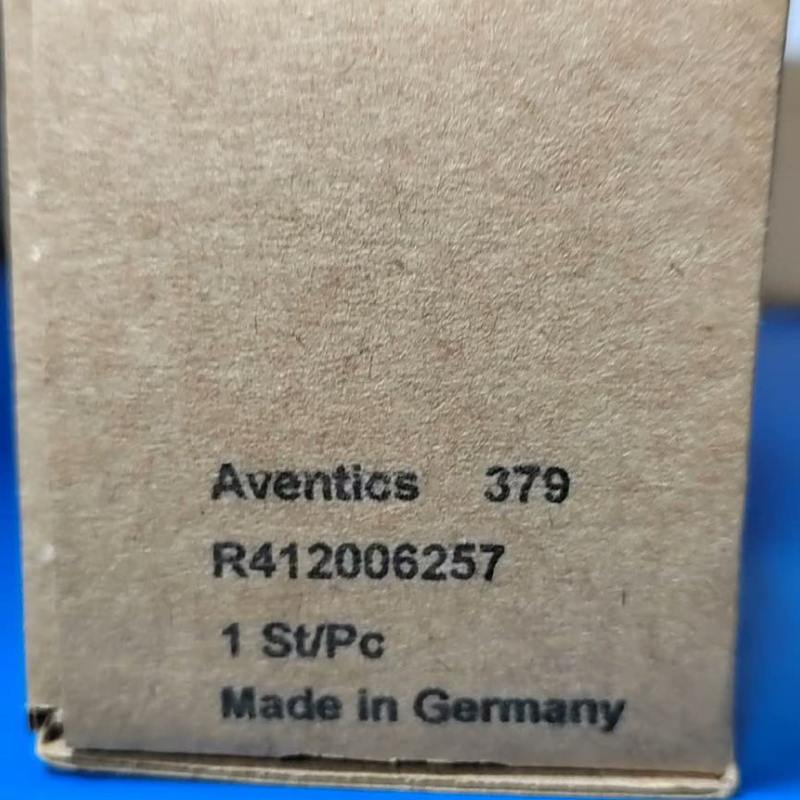 Aventics 379
R412006257
1 St/Pc
Made in Germany